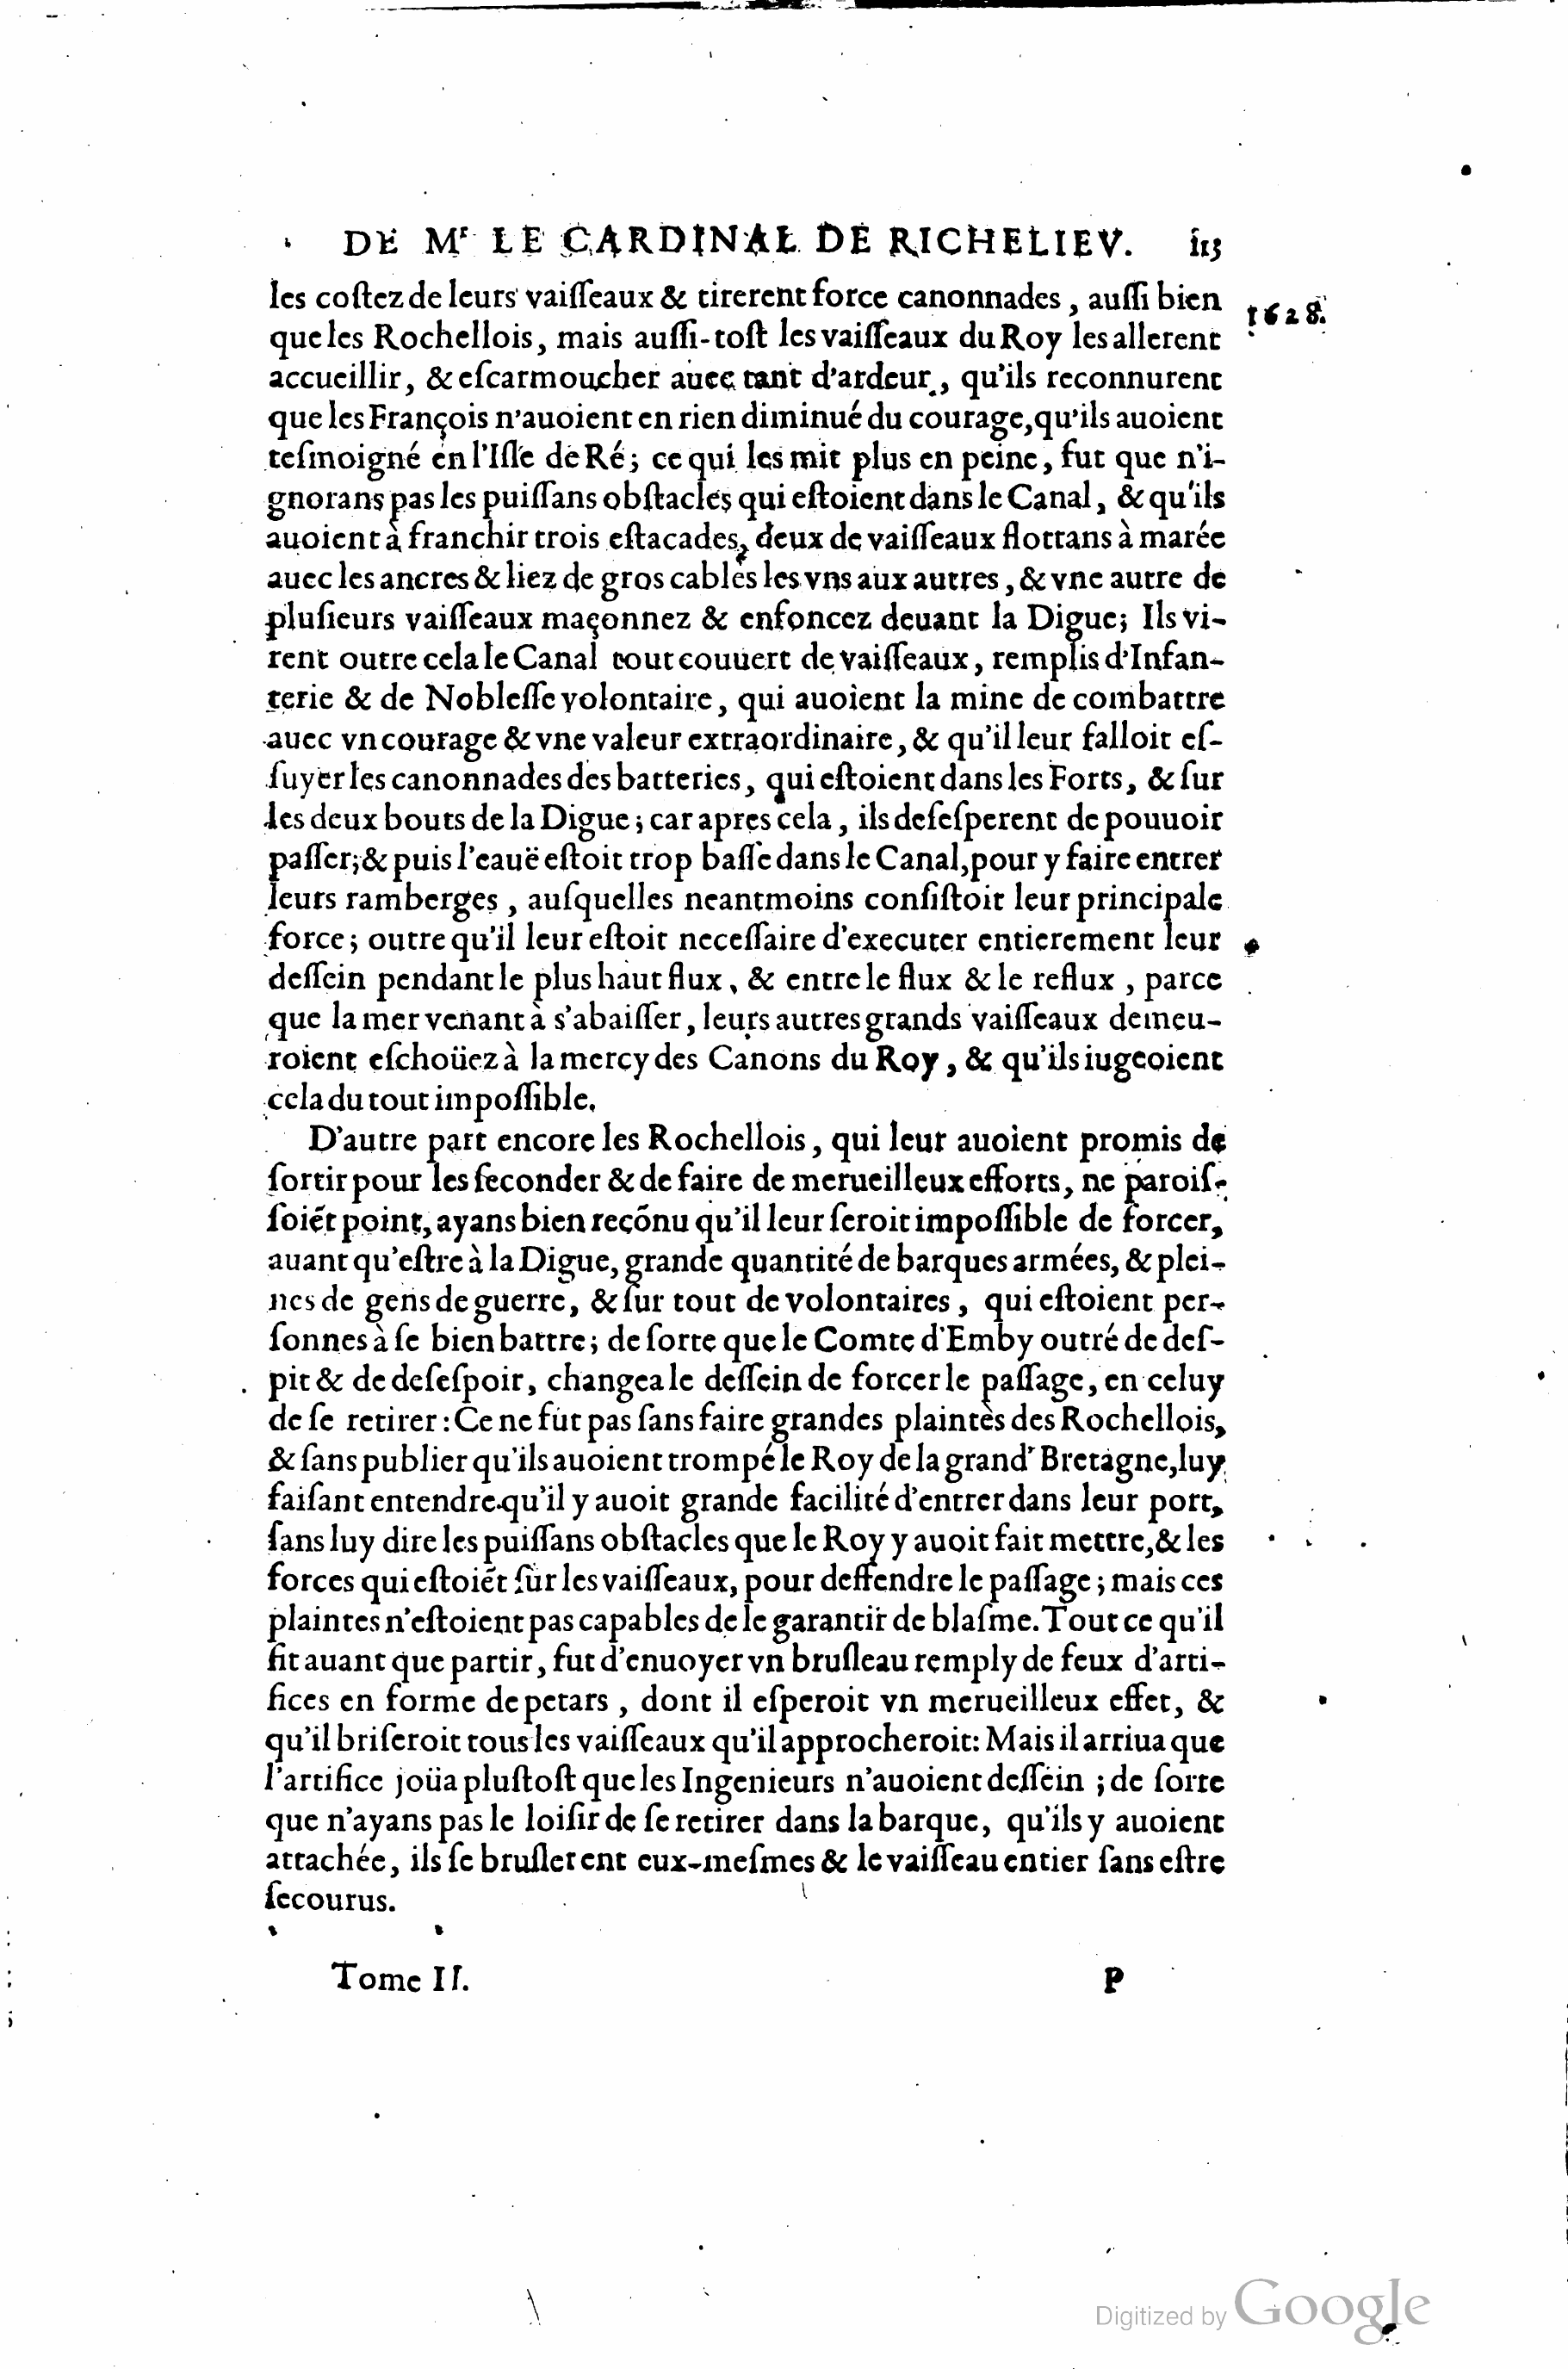 DE Mr LE CARDINAL DE RICHELIEV. 113
les coſtez de leurs vaiſſeaux & tirerent force canonnades, auſſi bien
1628.
que les Rochellois, mais auſſi-toſt les vaiſſeaux du Roy les allerent
accueillir, & eſcarmoucher auec tant d'ardeur, qu'ils reconnurent
que les François n'auoient en rien diminué du courage, qu'ils auoient
teſmoigné en l'Iſle de Ré; ce qui les mit plus en peine, fut que n'i-
gnorans pas les puiſſans obſtacles qui eſtoient dans le Canal, & qu'ils
auoient à franchir trois eſtacades, deux de vaiſſeaux flottans à marée
auec les ancres & liez de gros cables les vns aux autres, & vne autre de
pluſieurs vaiſſeaux maçonnez & enfoncez deuant la Digue; Ils vi-
rent outre cela le Canal tout couuert de vaiſſeaux, remplis d'Infan-
terie & de Nobleſſe volontaire, qui auoient la mine de combattre
auec vn courage & vne valeur extraordinaire, & qu'il leur falloit eſ-
ſuyer les canonnades des batteries, qui eſtoient dans les Forts, & ſur
les deux bouts de la Digue; car apres cela, ils deſeſperent de pouuoir
paſſer; & puis l'eauë eſtoit trop baſſe dans le Canal, pour y faire entrer
leurs ramberges, auſquelles neantmoins conſiſtoit leur principale
force; outre qu'il leur eſtoit neceſſaire d'executer entierement leur
deſſein pendant le plus haut flux, & entre le flux & le reflux, parce
que la mer venant à s'abaiſſer, leurs autres grands vaiſſeaux demeu-
roient eſchoüez à la mercy des Canons du Roy, & qu'ils iugeoient
cela du tout impoſſible.
D'autre part encore les Rochellois, qui leur auoient promis de
ſortir pour les ſeconder & de faire de merueilleux efforts, ne paroiſ-
ſoiẽt point, ayans bien recõnu qu'il leur ſeroit impoſſible de forcer,
auant qu'eſtre à la Digue, grande quantité de barques armées, & plei-
nes de gens de guerre, & ſur tout de volontaires, qui eſtoient per-
ſonnes à ſe bien battre; de ſorte que le Comte d'Emby outré de deſ-
pit & de deſeſpoir, changea le deſſein de forcer le paſſage, en celuy
de ſe retirer: Ce ne fut pas ſans faire grandes plaintes des Rochellois,
& ſans publier qu'ils auoient trompé le Roy de la grand' Bretagne, luy
faiſant entendre qu'il y auoit grande facilité d'entrer dans leur port,
ſans luy dire les puiſſans obſtacles que le Roy y auoit fait mettre, & les
forces qui eſtoiẽt ſur les vaiſſeaux, pour deffendre le paſſage; mais ces
plaintes n'eſtoient pas capables de le garantir de blaſme. Tout ce qu'il
fit auant que partir, fut d'enuoyer vn bruſleau remply de feux d'arti-
fices en forme de petars, dont il eſperoit vn merueilleux effet, &
qu'il briſeroit tous les vaiſſeaux qu'il approcheroit: Mais il arriua que
l'artifice joüa pluſtoſt que les Ingenieurs n'auoient deſſein; de ſorte
que n'ayans pas le loiſir de ſe retirer dans la barque, qu'ils y auoient
attachée, ils ſe bruſlerent eux-meſmes & le vaiſſeau entier ſans eſtre
ſecourus.
Tome II. P
Digitized by Google